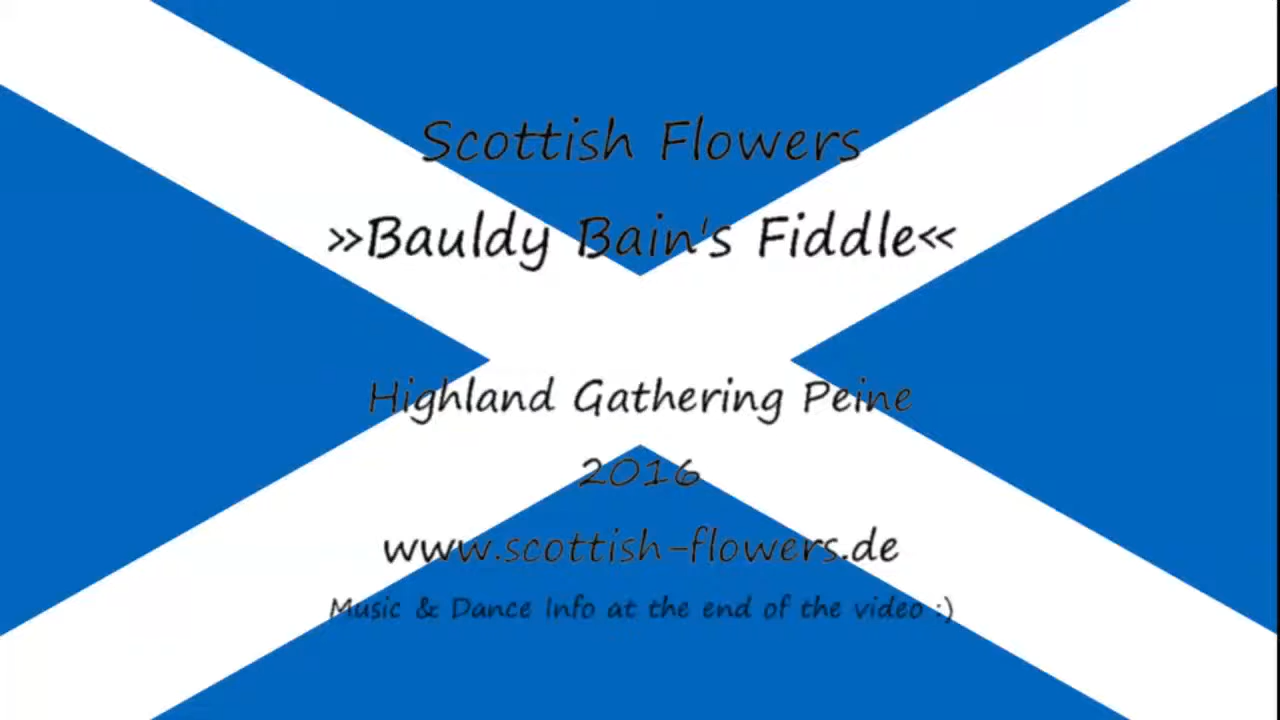 Scottish Flowers
»Bauldy Bain's Fiddle«
Highland Gathering Peine
2016
www.scottish-flowers.de
Music & Dance Info at the end of the video :)